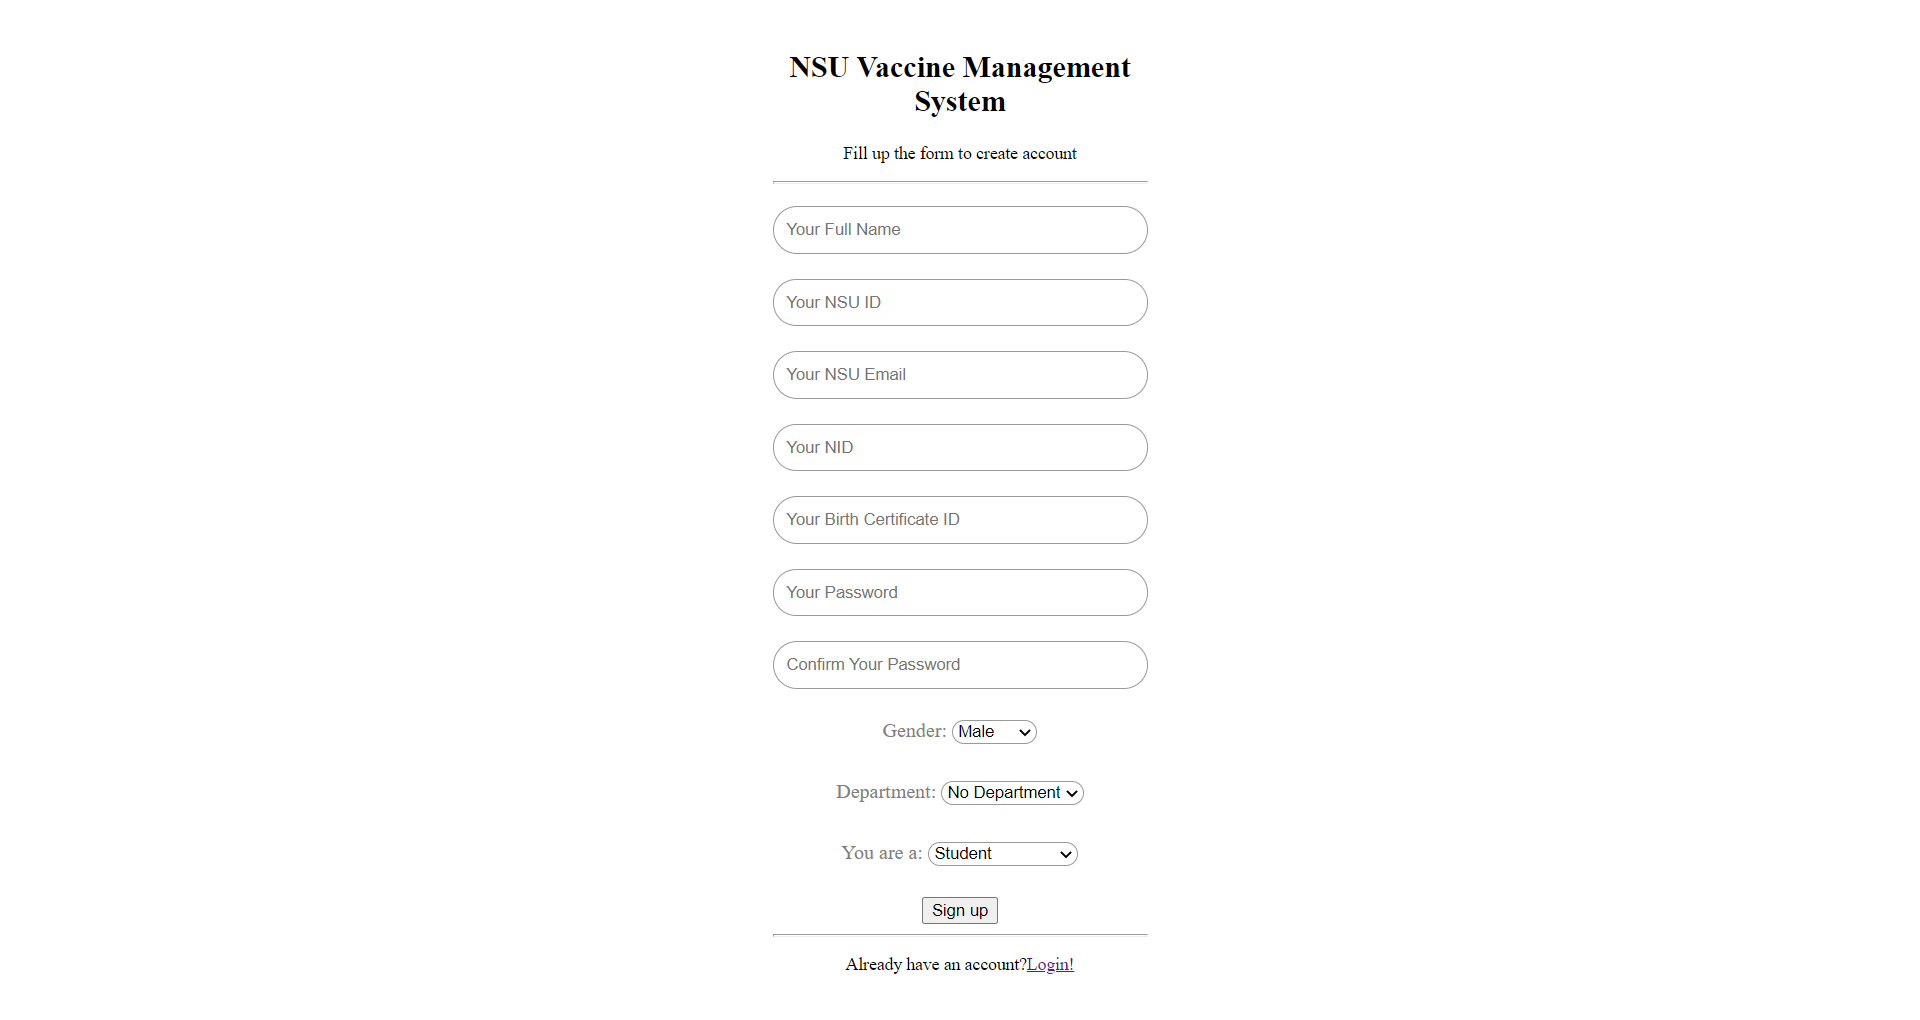 NSU Vaccine Management
System
Fill up the form to create account
Your Full Name
Your NSU ID
Your NSU Email
Your NID
Your Birth Certificate ID
Your Password
Confirm Your Password
Gender: Male
Department: No Department
You are a: Student
Sign up
Already have an account?Login!